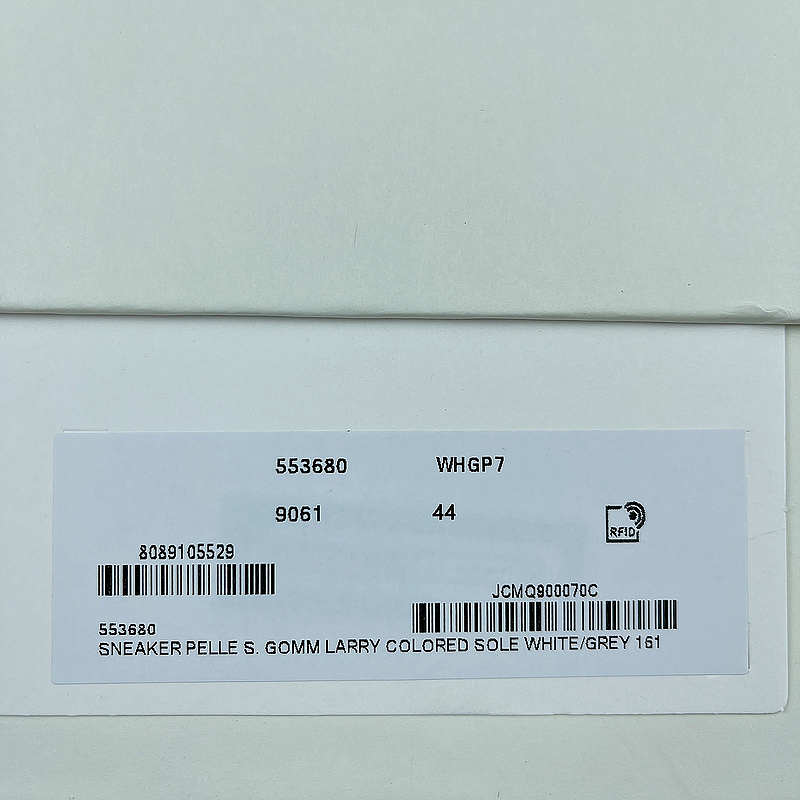 553680 WHGP7
9061 44
RFID
8089105529
JCMQ900070C
553680
SNEAKER PELLE S. GOMM LARRY COLORED SOLE WHITE/GREY 161